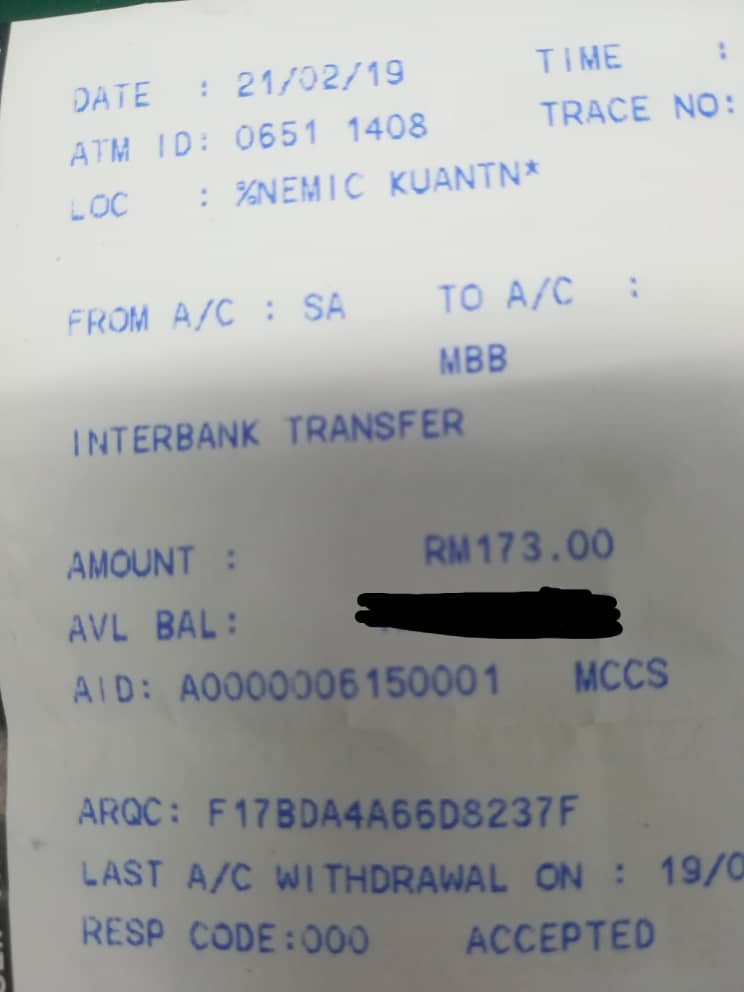 DATE : 21/02/19 TIME :
ATM ID: 0651 1408 TRACE NO:
LOC : %NEMIC KUANTN*
FROM A/C : SA TO A/C :
MBB
INTERBANK TRANSFER
AMOUNT : RM173.00
AVL BAL:
AID: A0000006150001 MCCS
ARQC: F17BDA4A66D8237F
LAST A/C WITHDRAWAL ON : 19/0
RESP CODE:000 ACCEPTED